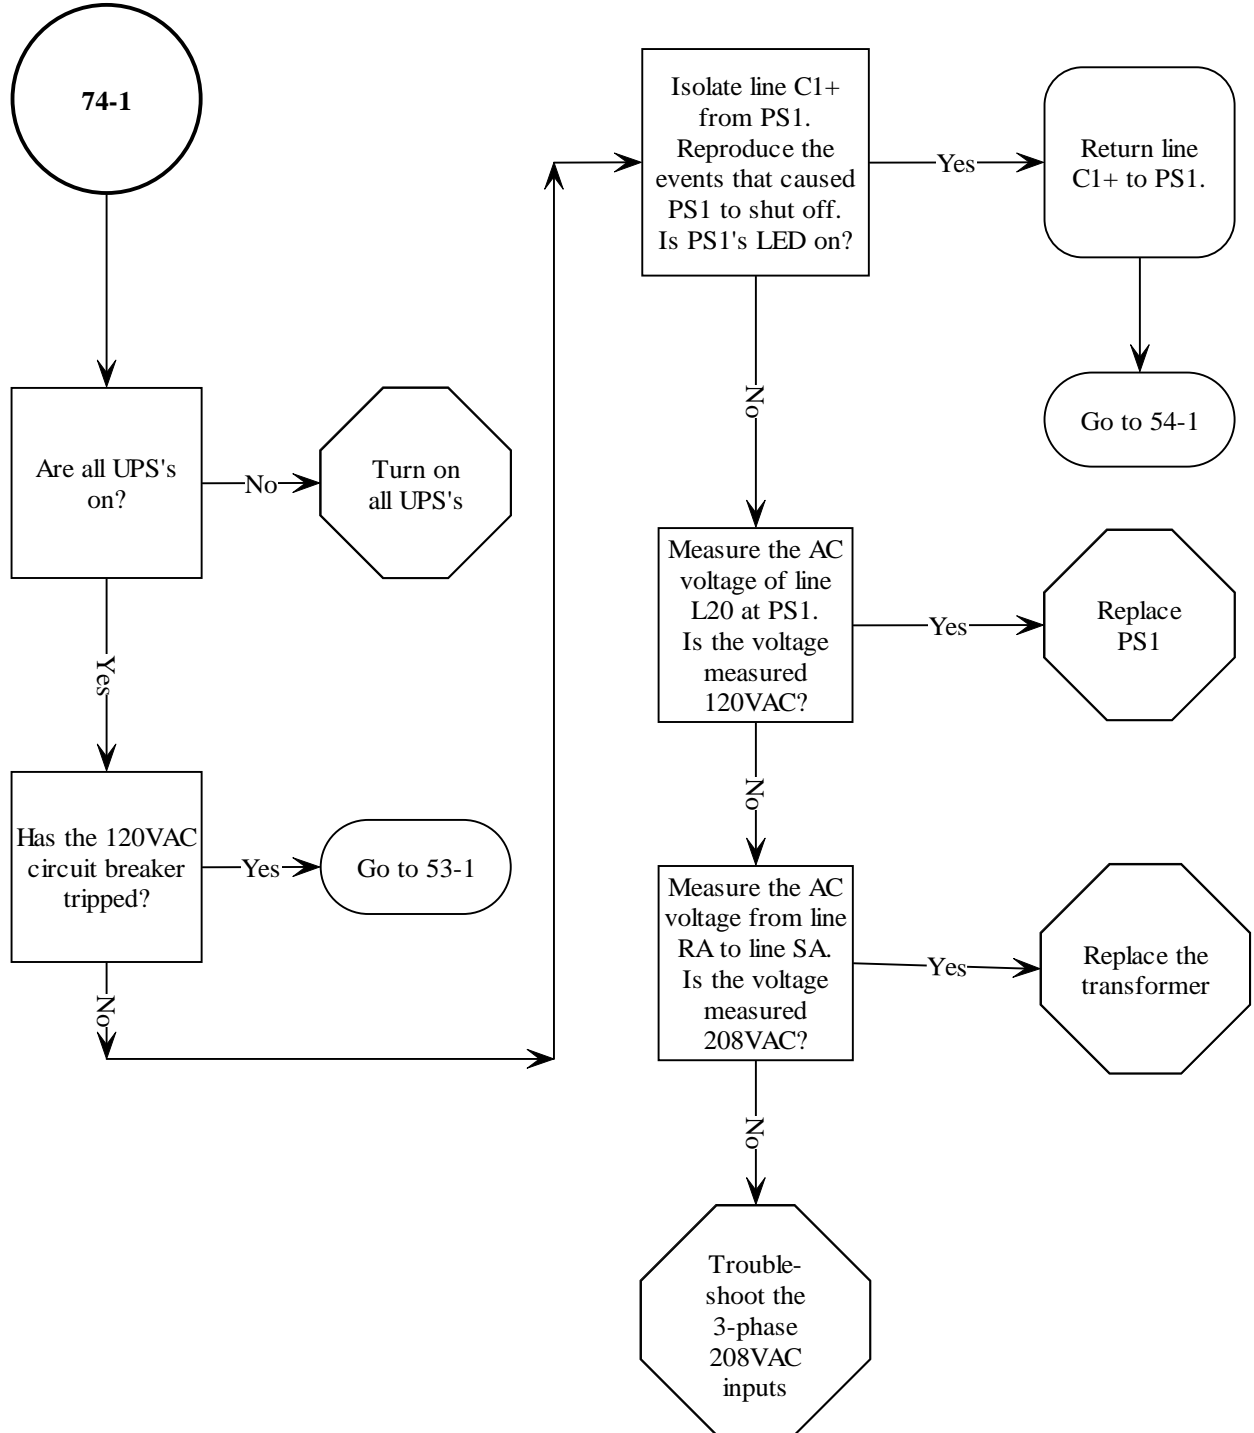 74-1
Are all UPS's
on?
No
Turn on
all UPS's
Yes
Has the 120VAC
circuit breaker
tripped?
Yes
Go to 53-1
No
Isolate line C1+
from PS1.
Reproduce the
events that caused
PS1 to shut off.
Is PS1's LED on?
Yes
Return line
C1+ to PS1.
Go to 54-1
No
Measure the AC
voltage of line
L20 at PS1.
Is the voltage
measured
120VAC?
Yes
Replace
PS1
No
Measure the AC
voltage from line
RA to line SA.
Is the voltage
measured
208VAC?
Yes
Replace the
transformer
No
Trouble-
shoot the
3-phase
208VAC
inputs